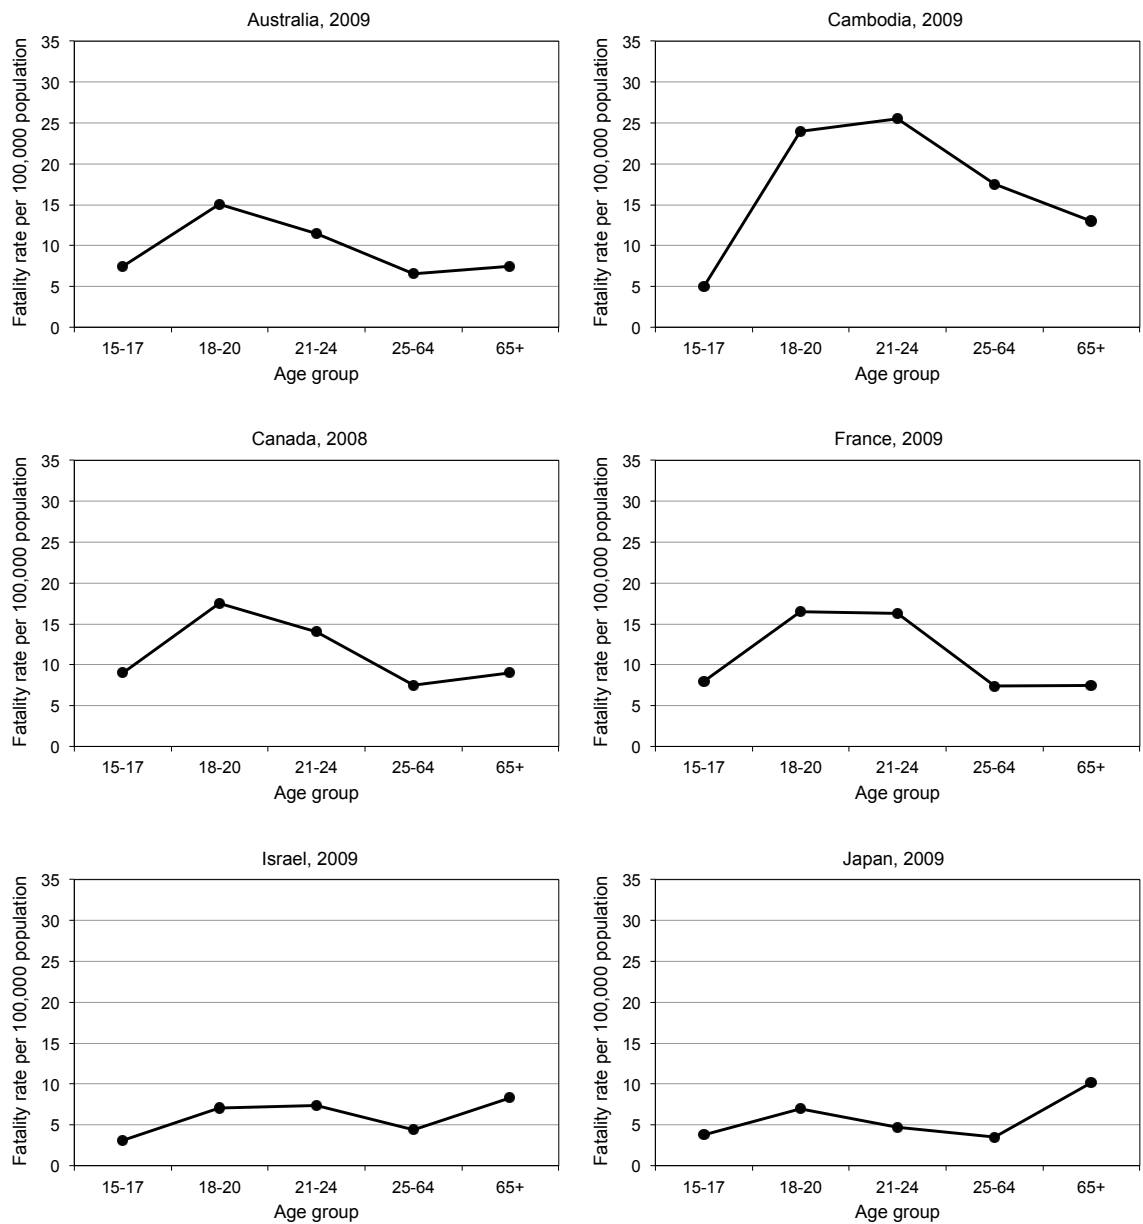 Australia, 2009
Fatality rate per 100,000 population
35
30
25
20
15
10
5
0
15-17 18-20 21-24 25-64 65+
Age group
Cambodia, 2009
Fatality rate per 100,000 population
35
30
25
20
15
10
5
0
15-17 18-20 21-24 25-64 65+
Age group
Canada, 2008
Fatality rate per 100,000 population
35
30
25
20
15
10
5
0
15-17 18-20 21-24 25-64 65+
Age group
France, 2009
Fatality rate per 100,000 population
35
30
25
20
15
10
5
0
15-17 18-20 21-24 25-64 65+
Age group
Israel, 2009
Fatality rate per 100,000 population
35
30
25
20
15
10
5
0
15-17 18-20 21-24 25-64 65+
Age group
Japan, 2009
Fatality rate per 100,000 population
35
30
25
20
15
10
5
0
15-17 18-20 21-24 25-64 65+
Age group